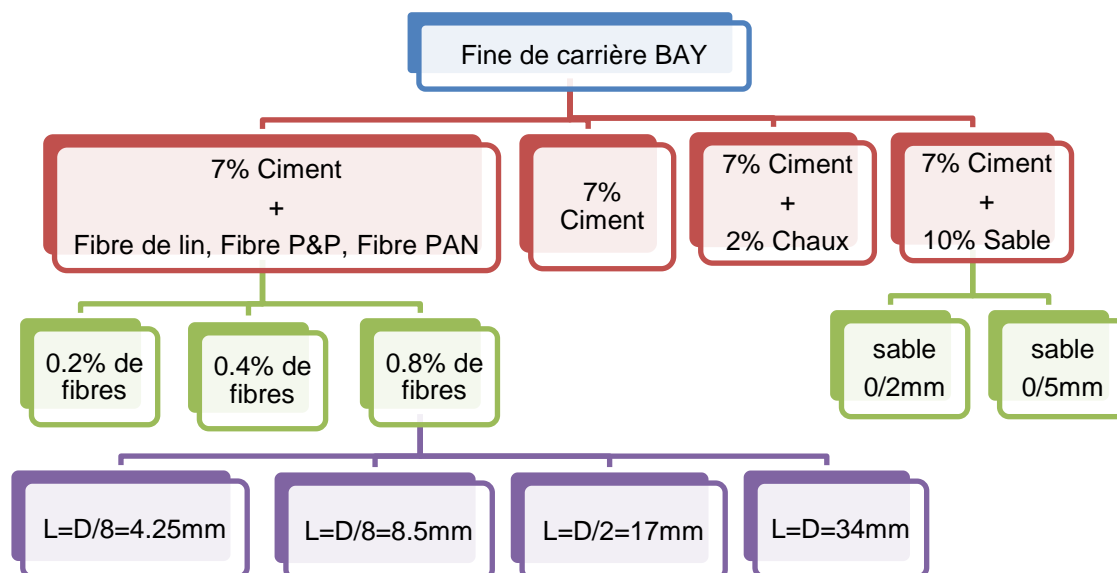 Fine de carrière BAY
7% Ciment
+
Fibre de lin, Fibre P&P, Fibre PAN
7%
Ciment
7% Ciment
+
2% Chaux
7% Ciment
+
10% Sable
0.2% de
fibres
0.4% de
fibres
0.8% de
fibres
sable
0/2mm
sable
0/5mm
L=D/8=4.25mm
L=D/8=8.5mm
L=D/2=17mm
L=D=34mm